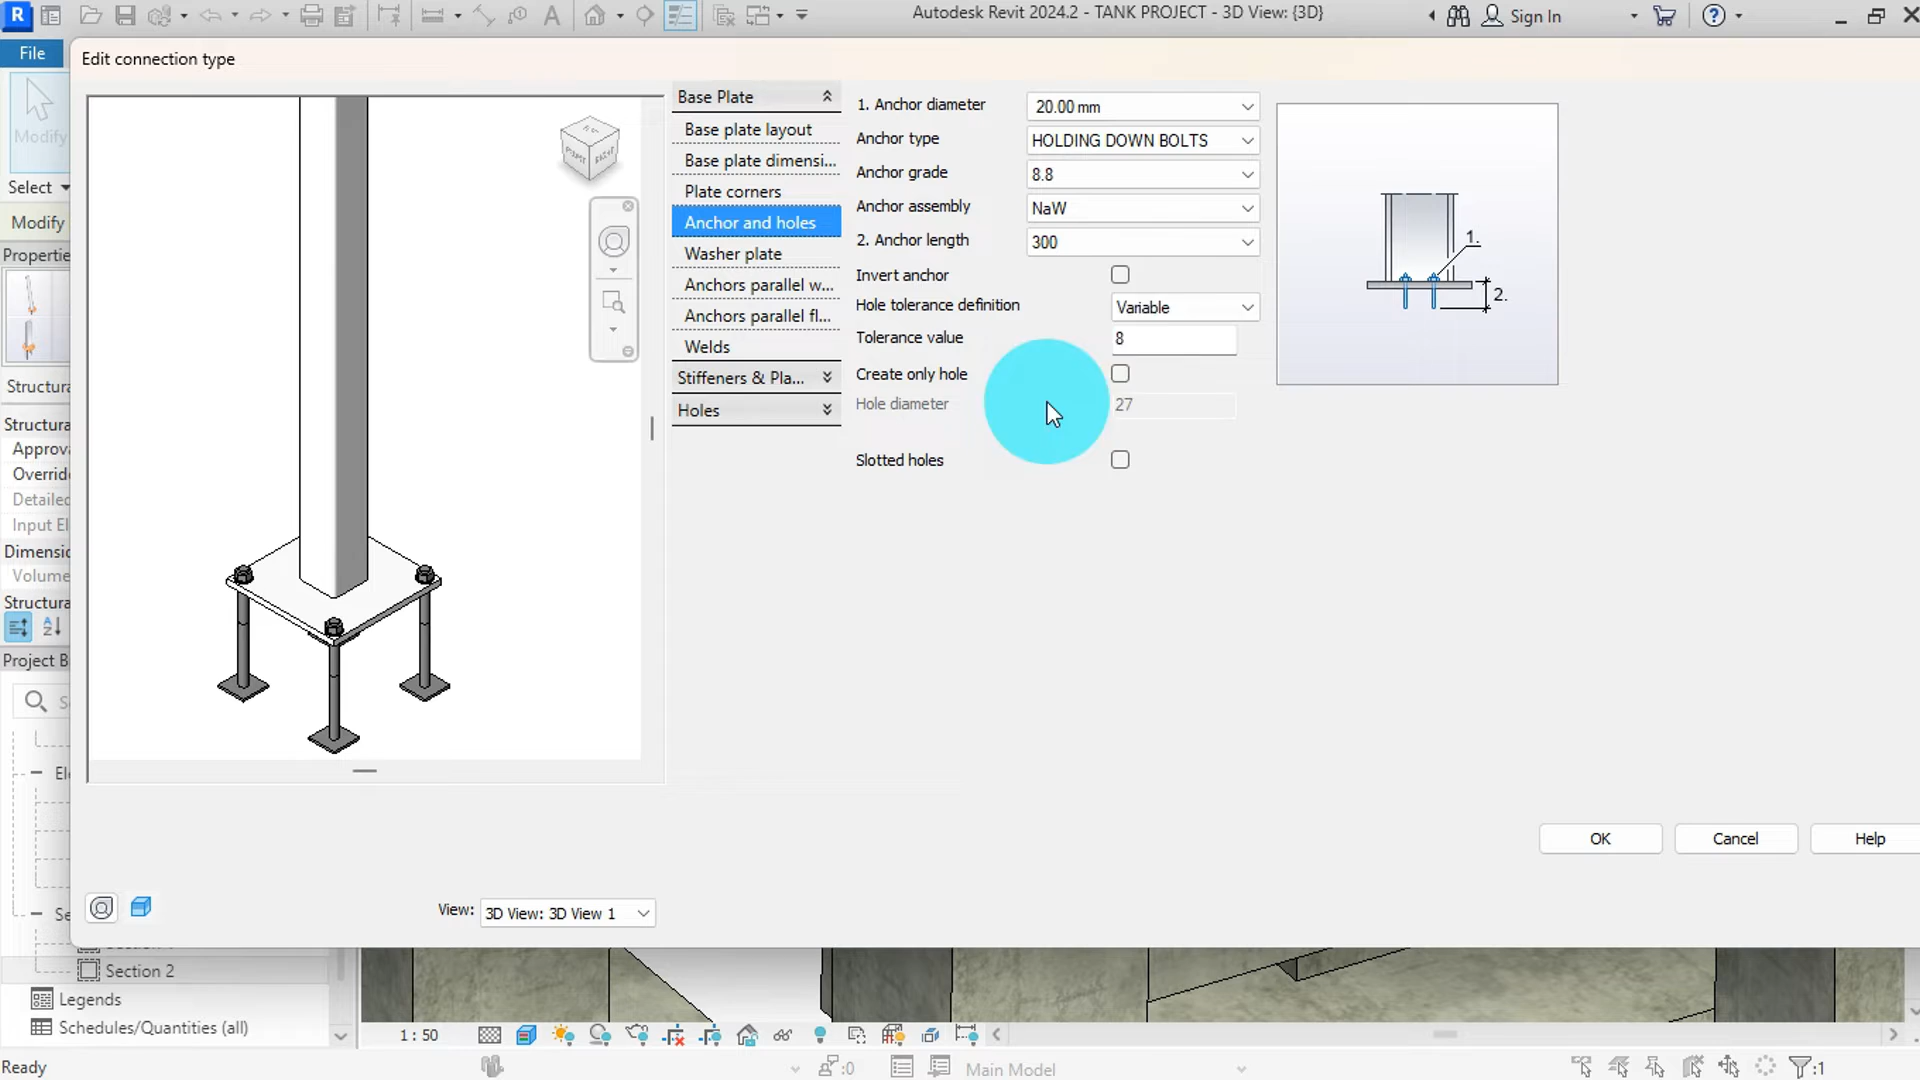 R
Autodesk Revit 2024.2 - TANK PROJECT - 3D View: {3D}
Sign In
File
Modify
Select
Modify
Properties
Structura
Structura
Approva
Override
Detailed
Input El
Dimensio
Volume
Structura
Project B
Edit connection type
Base Plate
Base plate layout
Base plate dimensi...
Plate corners
Anchor and holes
Washer plate
Anchors parallel w...
Anchors parallel fl...
Welds
Stiffeners & Pla...
Holes
1. Anchor diameter
20.00 mm
Anchor type
HOLDING DOWN BOLTS
Anchor grade
8.8
Anchor assembly
NaW
2. Anchor length
300
Invert anchor
Hole tolerance definition
Variable
Tolerance value
8
Create only hole
Hole diameter
27
Slotted holes
1.
2.
OK
Cancel
Help
View:
3D View: 3D View 1
Section 2
Legends
Schedules/Quantities (all)
1 : 50
Ready
:0
Main Model
:1